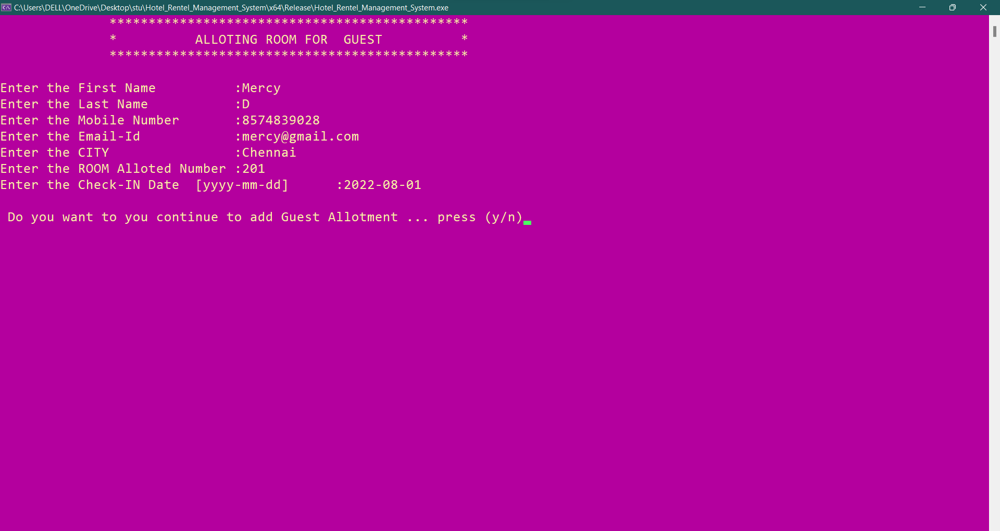 C:\Users\DELL\OneDrive\Desktop\stu\Hotel_Rentel_Management_System\x64\Release\Hotel_Rentel_Management_System.exe
**********************************************
* ALLOTING ROOM FOR  GUEST *
**********************************************
Enter the First Name :Mercy
Enter the Last Name :D
Enter the Mobile Number :8574839028
Enter the Email-Id :mercy@gmail.com
Enter the CITY :Chennai
Enter the ROOM Alloted Number :201
Enter the Check-IN Date  [yyyy-mm-dd] :2022-08-01
Do you want to you continue to add Guest Allotment ... press (y/n)